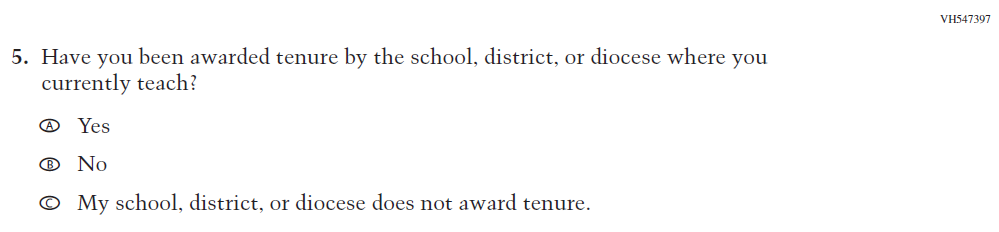 VH547397
5. Have you been awarded tenure by the school, district, or diocese where you
currently teach?
A Yes
B No
C My school, district, or diocese does not award tenure.